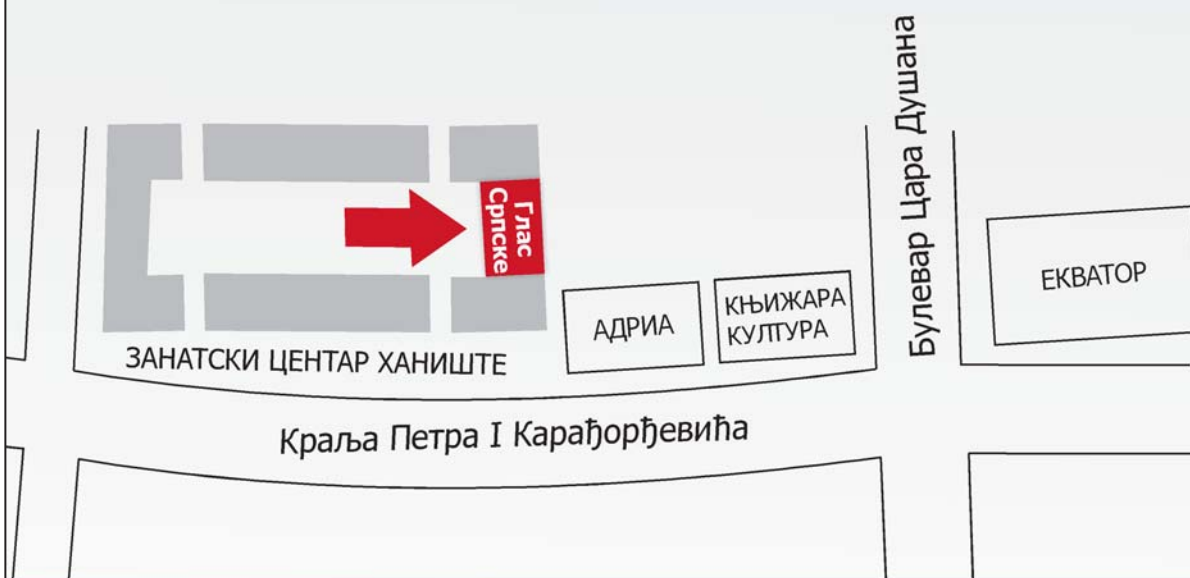 Булевар Цара Душана
Глас
Српске
ЕКВАТОР
КЊИЖАРА
КУЛТУРА
АДРИА
ЗАНАТСКИ ЦЕНТАР ХАНИШТЕ
Краља Петра I Карађорђевића